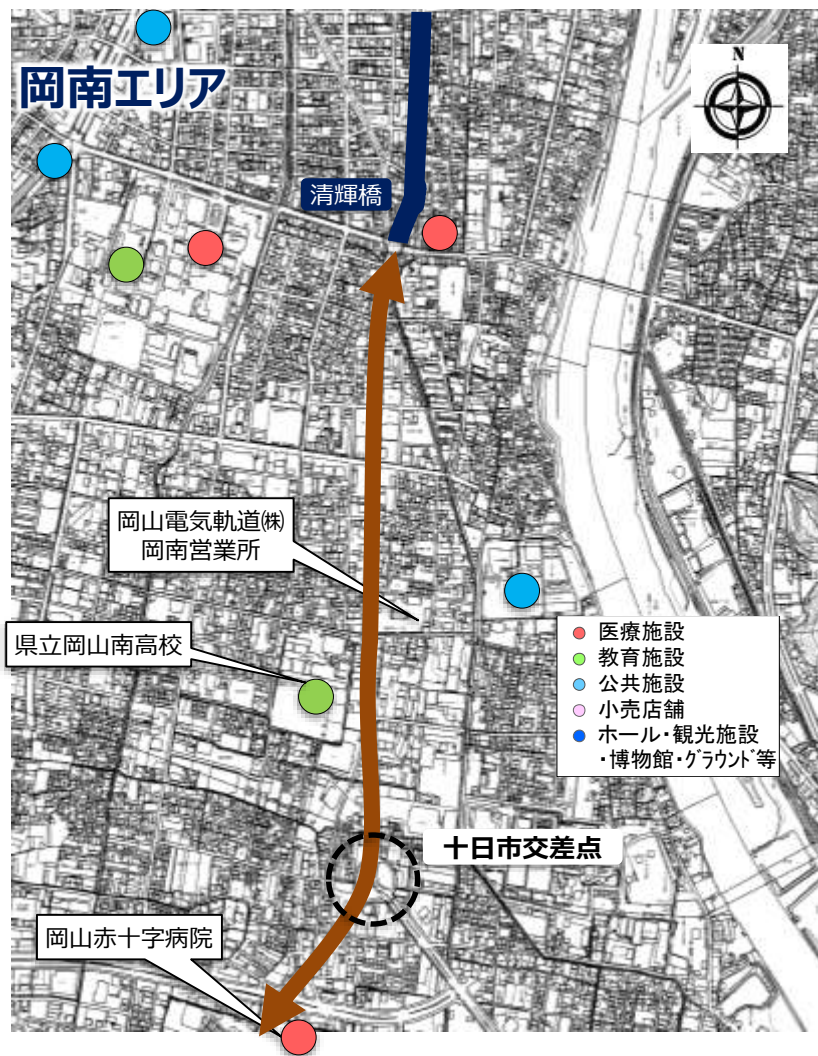 岡南エリア
N
清輝橋
岡山電気軌道㈱
岡南営業所
県立岡山南高校
医療施設
教育施設
公共施設
小売店舗
ホール・観光施設
・博物館・グラウンド等
十日市交差点
岡山赤十字病院